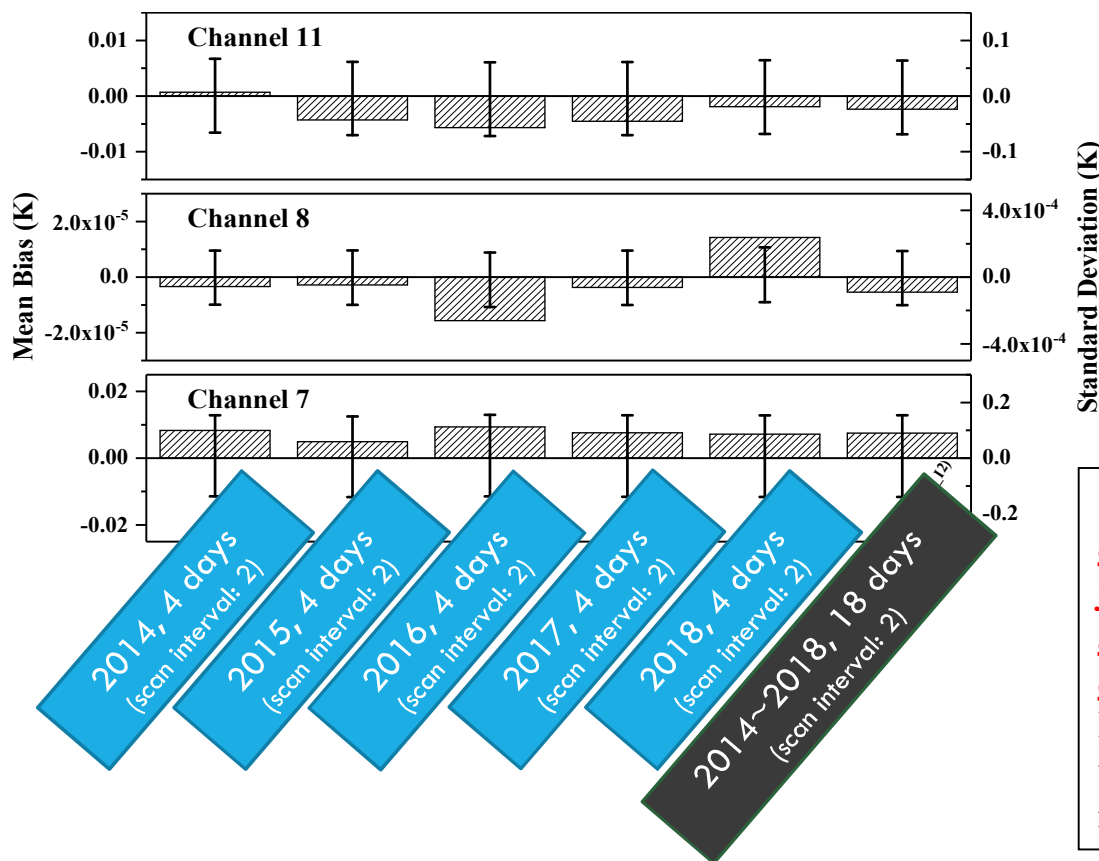 Channel 11
0.01
0.00
-0.01
0.1
0.0
-0.1
Channel 8
2.0x10⁻⁵
0.0
-2.0x10⁻⁵
4.0x10⁻⁴
0.0
-4.0x10⁻⁴
Channel 7
0.02
0.00
-0.02
0.2
0.0
-0.2
Mean Bias (K)
Standard Deviation (K)
_12)
2014, 4 days
(scan interval: 2)
2015, 4 days
(scan interval: 2)
2016, 4 days
(scan interval: 2)
2017, 4 days
(scan interval: 2)
2018, 4 days
(scan interval: 2)
2014~2018, 18 days
(scan interval: 2)